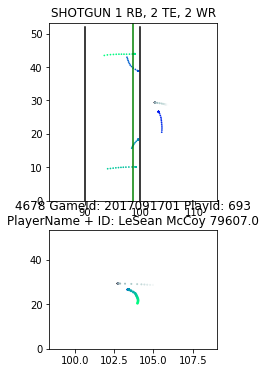 SHOTGUN 1 RB, 2 TE, 2 WR
50
40
30
20
10
0
90 100 110
4678 GameId: 2017091701 PlayId: 693
PlayerName + ID: LeSean McCoy 79607.0
40
20
0
100.0 102.5 105.0 107.5